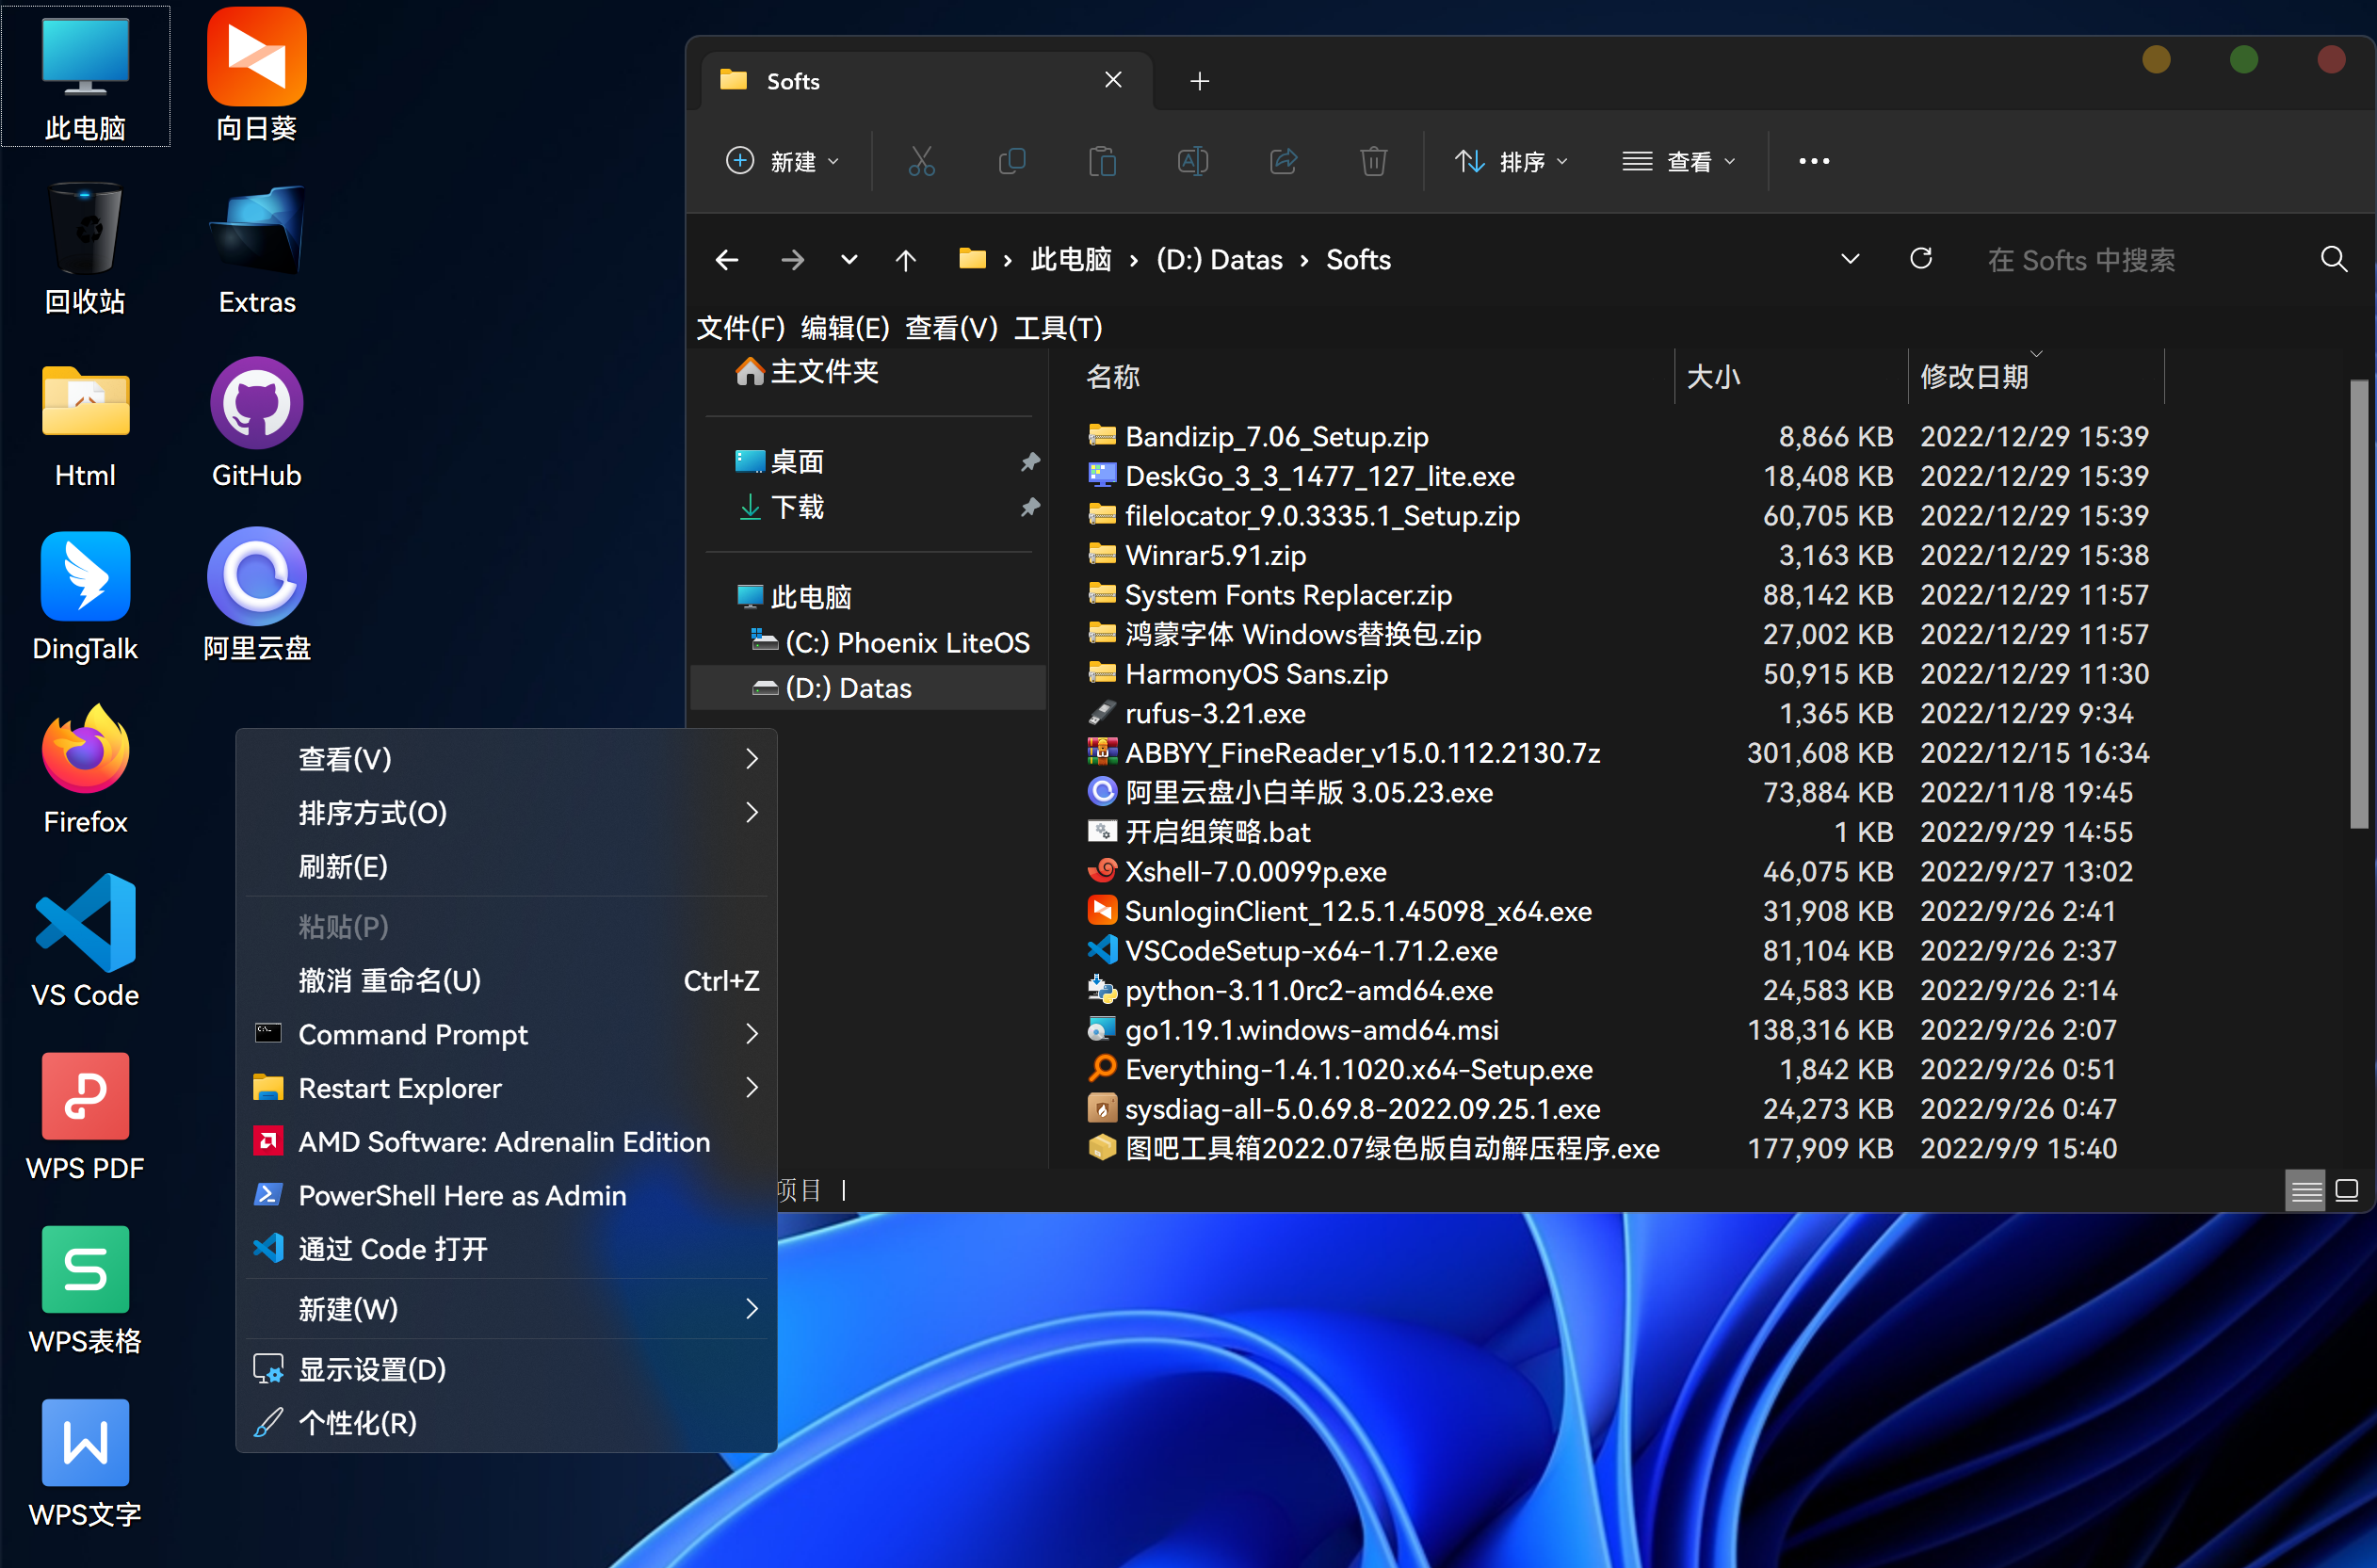 此电脑
向日葵
回收站
Extras
Html
GitHub
DingTalk
阿里云盘
Firefox
VS Code
WPS PDF
WPS表格
WPS文字
Softs
新建
排序
查看
此电脑 (D:) Datas Softs
在 Softs 中搜索
文件(F) 编辑(E) 查看(V) 工具(T)
主文件夹
桌面
下载
此电脑
(C:) Phoenix LiteOS
(D:) Datas
名称 大小 修改日期
Bandizip_7.06_Setup.zip 8,866 KB 2022/12/29 15:39
DeskGo_3_3_1477_127_lite.exe 18,408 KB 2022/12/29 15:39
filelocator_9.0.3335.1_Setup.zip 60,705 KB 2022/12/29 15:39
Winrar5.91.zip 3,163 KB 2022/12/29 15:38
System Fonts Replacer.zip 88,142 KB 2022/12/29 11:57
鸿蒙字体 Windows替换包.zip 27,002 KB 2022/12/29 11:57
HarmonyOS Sans.zip 50,915 KB 2022/12/29 11:30
rufus-3.21.exe 1,365 KB 2022/12/29 9:34
ABBYY_FineReader_v15.0.112.2130.7z 301,608 KB 2022/12/15 16:34
阿里云盘小白羊版 3.05.23.exe 73,884 KB 2022/11/8 19:45
开启组策略.bat 1 KB 2022/9/29 14:55
Xshell-7.0.0099p.exe 46,075 KB 2022/9/27 13:02
SunloginClient_12.5.1.45098_x64.exe 31,908 KB 2022/9/26 2:41
VSCodeSetup-x64-1.71.2.exe 81,104 KB 2022/9/26 2:37
python-3.11.0rc2-amd64.exe 24,583 KB 2022/9/26 2:14
go1.19.1.windows-amd64.msi 138,316 KB 2022/9/26 2:07
Everything-1.4.1.1020.x64-Setup.exe 1,842 KB 2022/9/26 0:51
sysdiag-all-5.0.69.8-2022.09.25.1.exe 24,273 KB 2022/9/26 0:47
图吧工具箱2022.07绿色版自动解压程序.exe 177,909 KB 2022/9/9 15:40
项目
查看(V)
排序方式(O)
刷新(E)
粘贴(P)
撤消 重命名(U) Ctrl+Z
Command Prompt
Restart Explorer
AMD Software: Adrenalin Edition
PowerShell Here as Admin
通过 Code 打开
新建(W)
显示设置(D)
个性化(R)